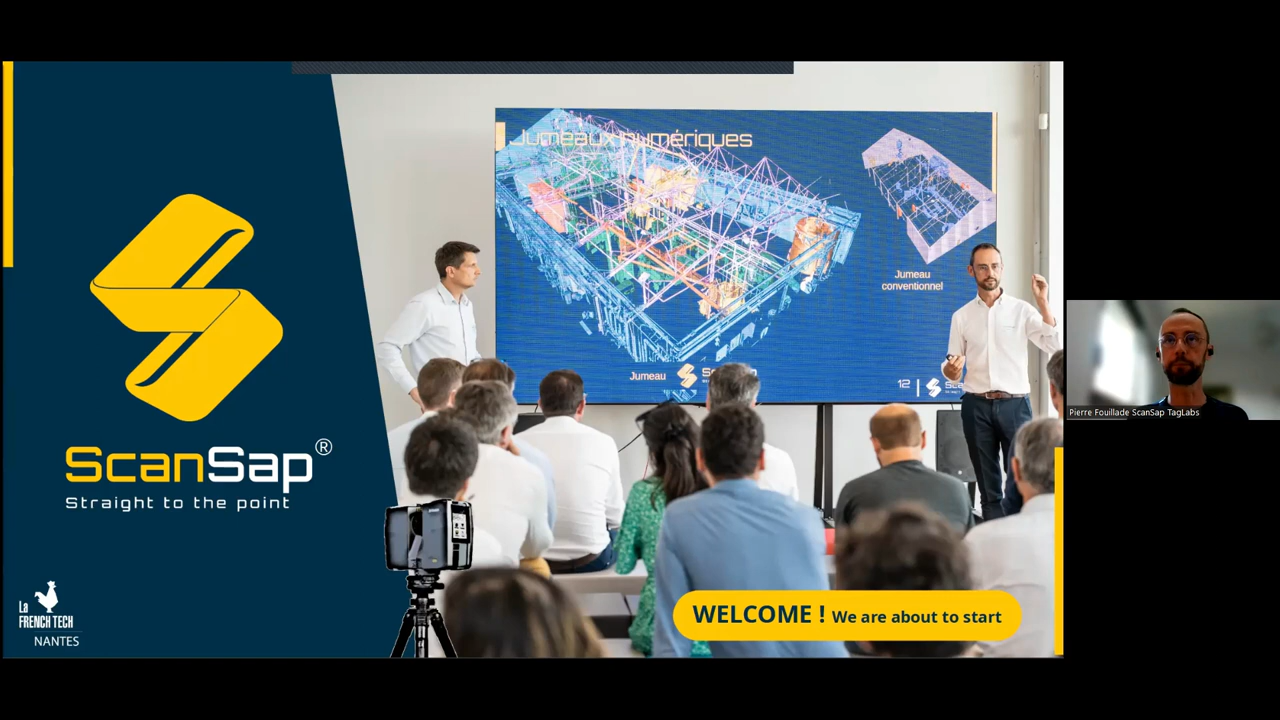 Jumeaux numériques
Jumeau
conventionnel
Jumeau
12
ScanSap®
Straight to the point
La
FRENCH TECH
NANTES
WELCOME ! We are about to start
Pierre Fouillade ScanSap TagLabs